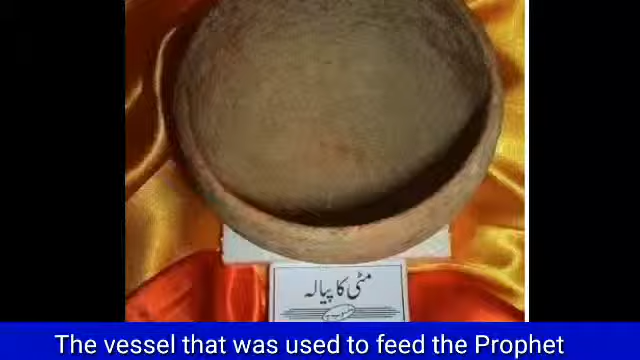 مٹی کا پیالہ
The vessel that was used to feed the Prophet